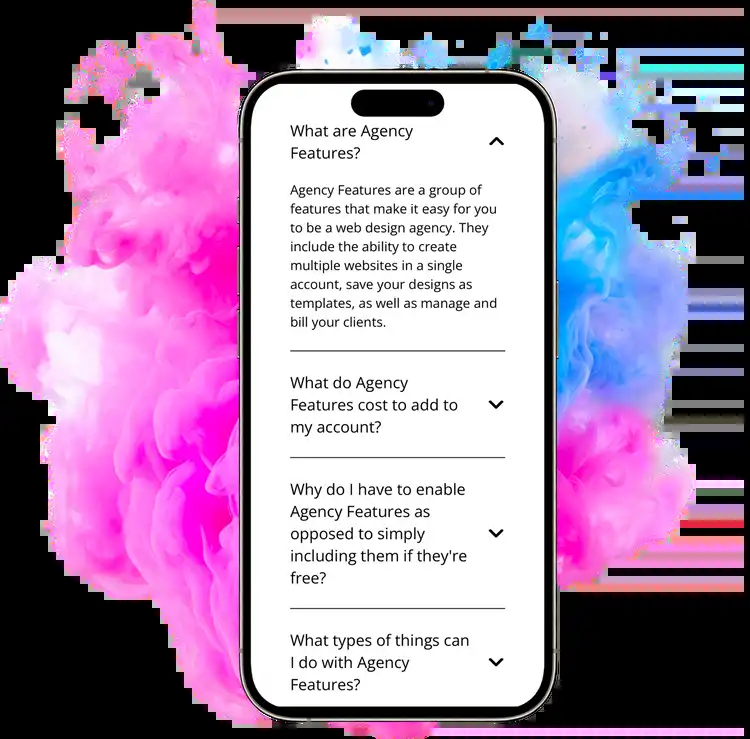 What are Agency
Features?
Agency Features are a group of
features that make it easy for you
to be a web design agency. They
include the ability to create
multiple websites in a single
account, save your designs as
templates, as well as manage and
bill your clients.
What do Agency
Features cost to add to
my account?
Why do I have to enable
Agency Features as
opposed to simply
including them if they're
free?
What types of things can
I do with Agency
Features?